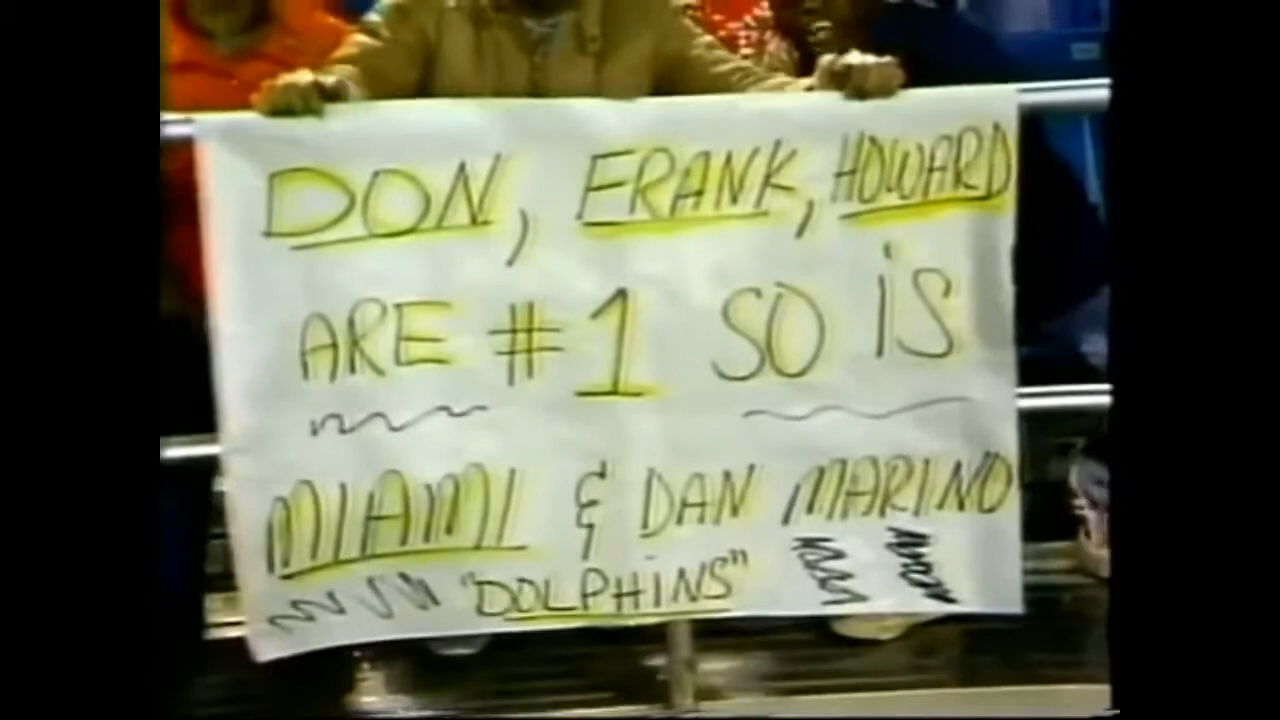 DON, FRANK, HOWARD
ARE #1 SO iS
MIAMI & DAN MARINO
"DOLPHiNS"